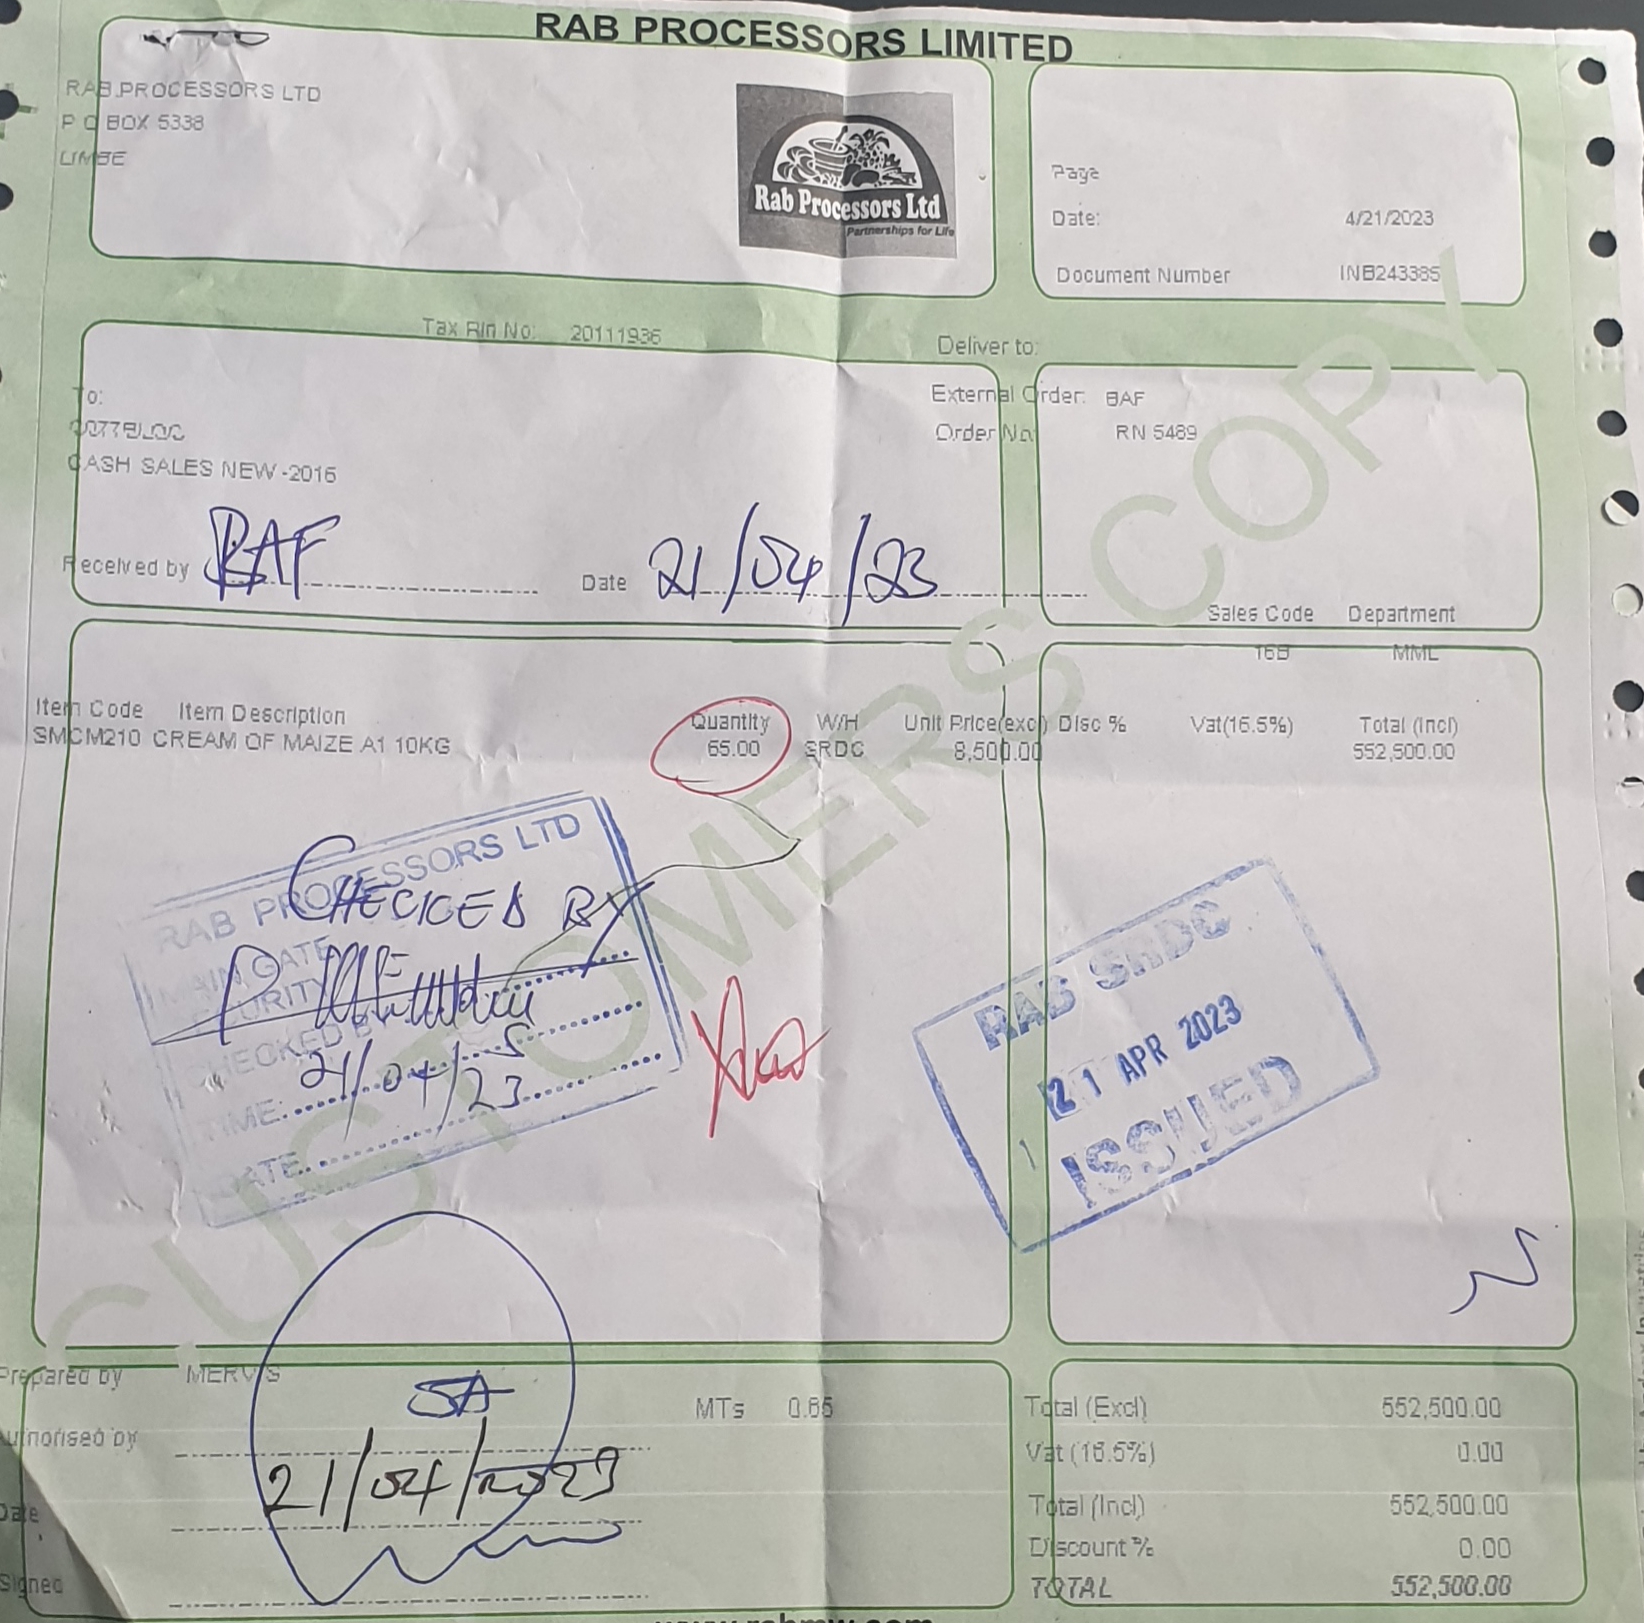 RAB PROCESSORS LIMITED
RAB PROCESSORS LTD
P O BOX 5338
LIMBE
Rab Processors Ltd
Partnerships for Life
Page
Date: 4/21/2023
Document Number INB243385
Tax Rin No: 20111936
Deliver to:
To:
External Order: BAF
Order No: RN 5489
CASH SALES NEW -2016
Received by BAF Date 21/04/23
Sales Code Department
16B MML
Item Code Item Description Quantity W/H Unit Price(exc) Disc % Vat(16.5%) Total (Incl)
SMCM210 CREAM OF MAIZE A1 10KG 65.00 SRDC 8,500.00 552,500.00
RAB PROCESSORS LTD
CHECKED BY
MAIN GATE
CHECKED BY
21/04/23
TIME:
DATE
RAB SRDC
21 APR 2023
ISSUED
CUSTOMERS COPY
Prepared by MERVIS
MTs 0.65
Total (Excl) 552,500.00
Authorised by
Vat (16.5%) 0.00
21/04/2023
Date
Total (Incl) 552,500.00
Discount % 0.00
Signed
TOTAL 552,500.00